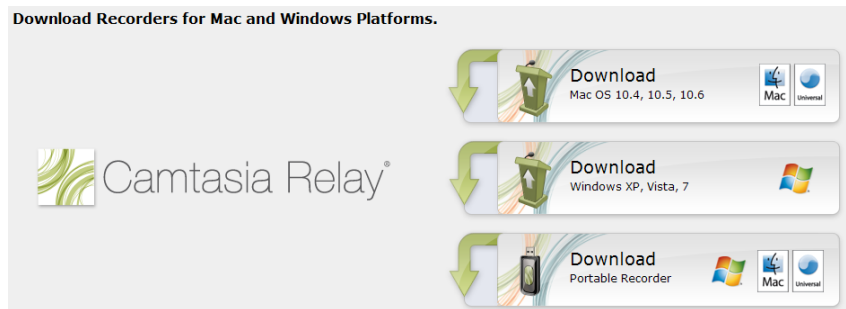 Download Recorders for Mac and Windows Platforms.
Download
Mac OS 10.4, 10.5, 10.6
Mac
Universal
Camtasia Relay®
Download
Windows XP, Vista, 7
Download
Portable Recorder
Mac
Universal